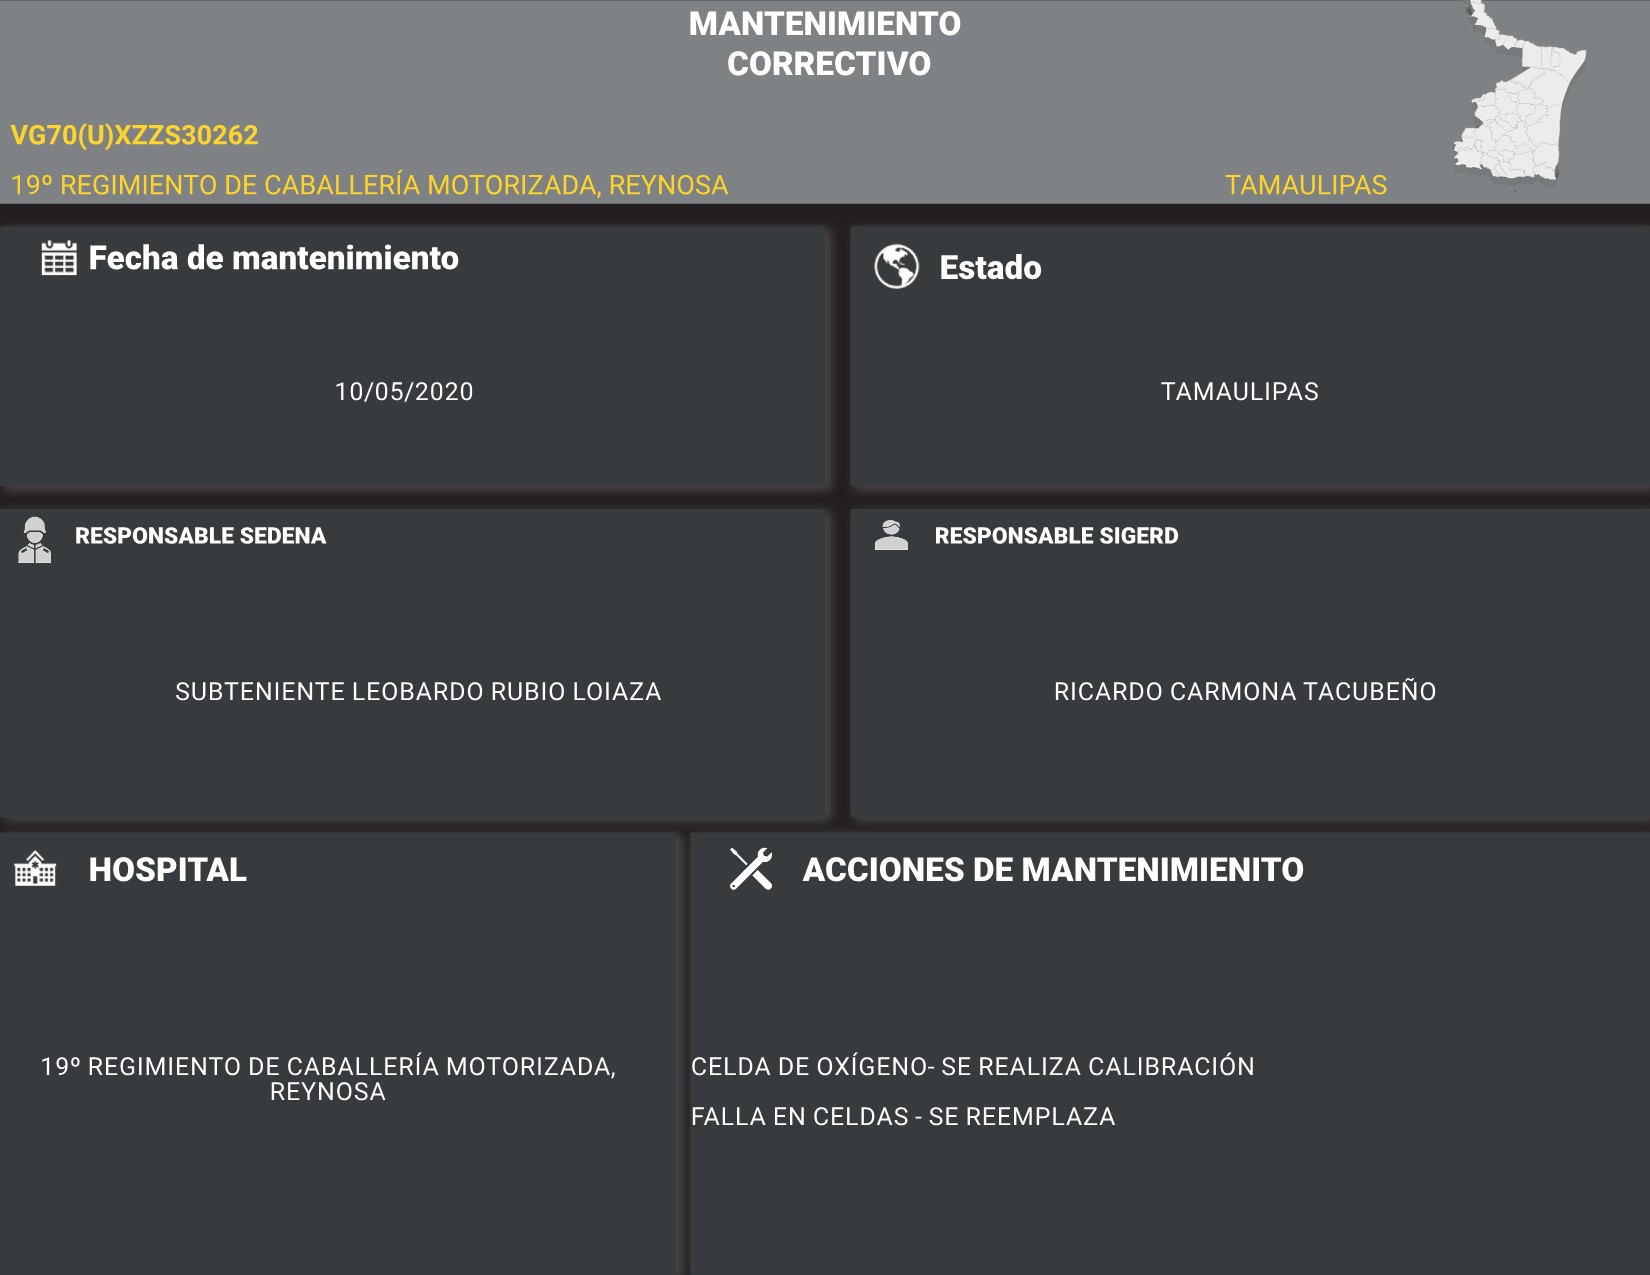 MANTENIMIENTO
CORRECTIVO
VG70(U)XZZS30262
19º REGIMIENTO DE CABALLERÍA MOTORIZADA, REYNOSA
TAMAULIPAS
Fecha de mantenimiento
10/05/2020
Estado
TAMAULIPAS
RESPONSABLE SEDENA
SUBTENIENTE LEOBARDO RUBIO LOIAZA
RESPONSABLE SIGERD
RICARDO CARMONA TACUBEÑO
HOSPITAL
19º REGIMIENTO DE CABALLERÍA MOTORIZADA,
REYNOSA
ACCIONES DE MANTENIMIENITO
CELDA DE OXÍGENO- SE REALIZA CALIBRACIÓN
FALLA EN CELDAS - SE REEMPLAZA